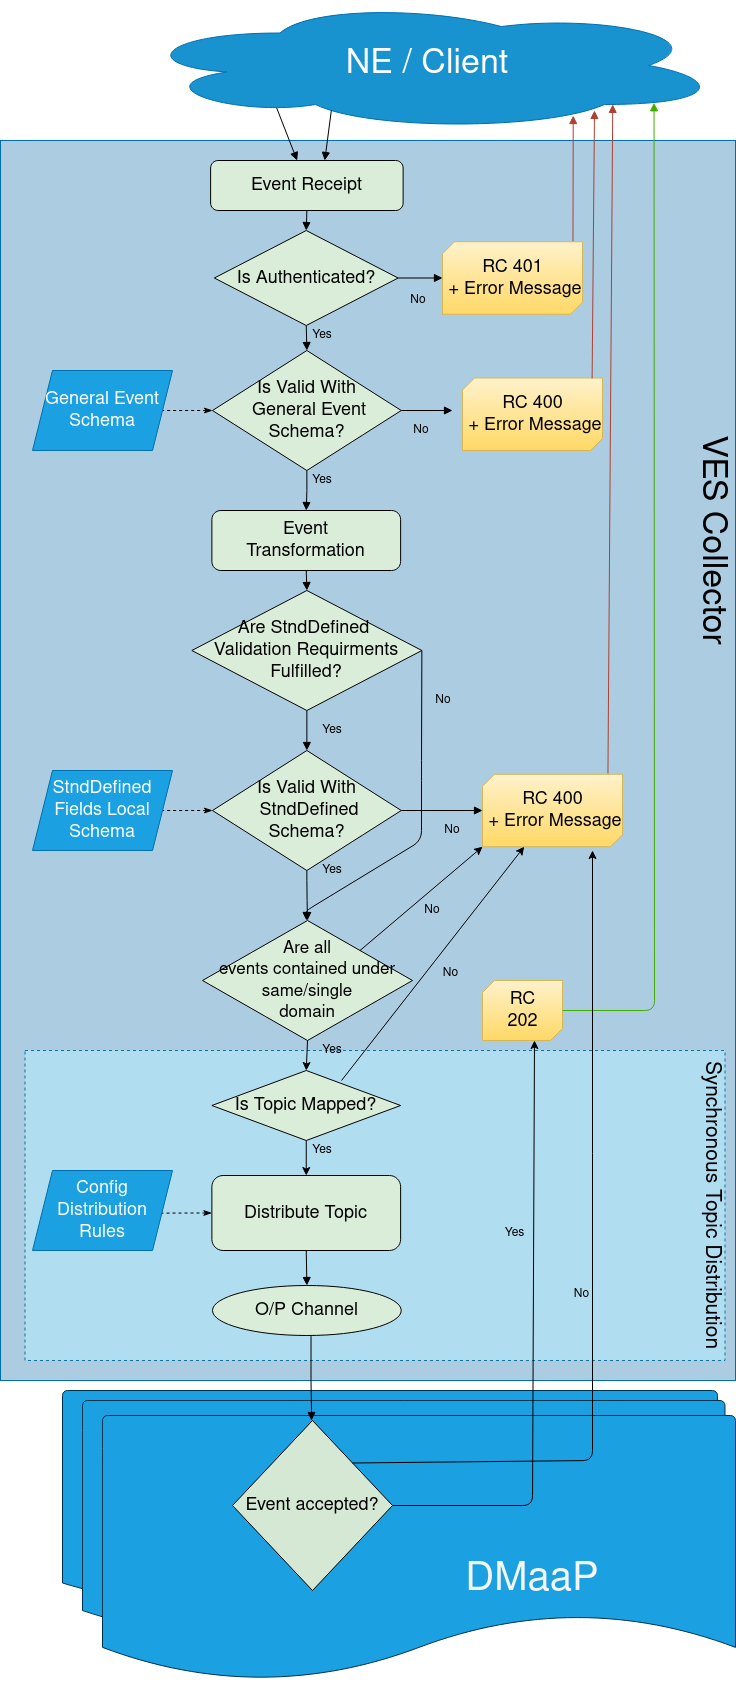 NE / Client
Event Receipt
Is Authenticated?
No
RC 401
+ Error Message
Yes
General Event
Schema
Is Valid With
General Event
Schema?
No
RC 400
+ Error Message
Yes
VES Collector
Event
Transformation
Are StndDefined
Validation Requirments
Fulfilled?
No
Yes
StndDefined
Fields Local
Schema
Is Valid With
StndDefined
Schema?
No
RC 400
+ Error Message
Yes
Are all
events contained under
same/single
domain
No
No
RC
202
Yes
Synchronous Topic Distribution
Is Topic Mapped?
Yes
Config
Distribution
Rules
Distribute Topic
Yes
No
O/P Channel
Event accepted?
DMaaP